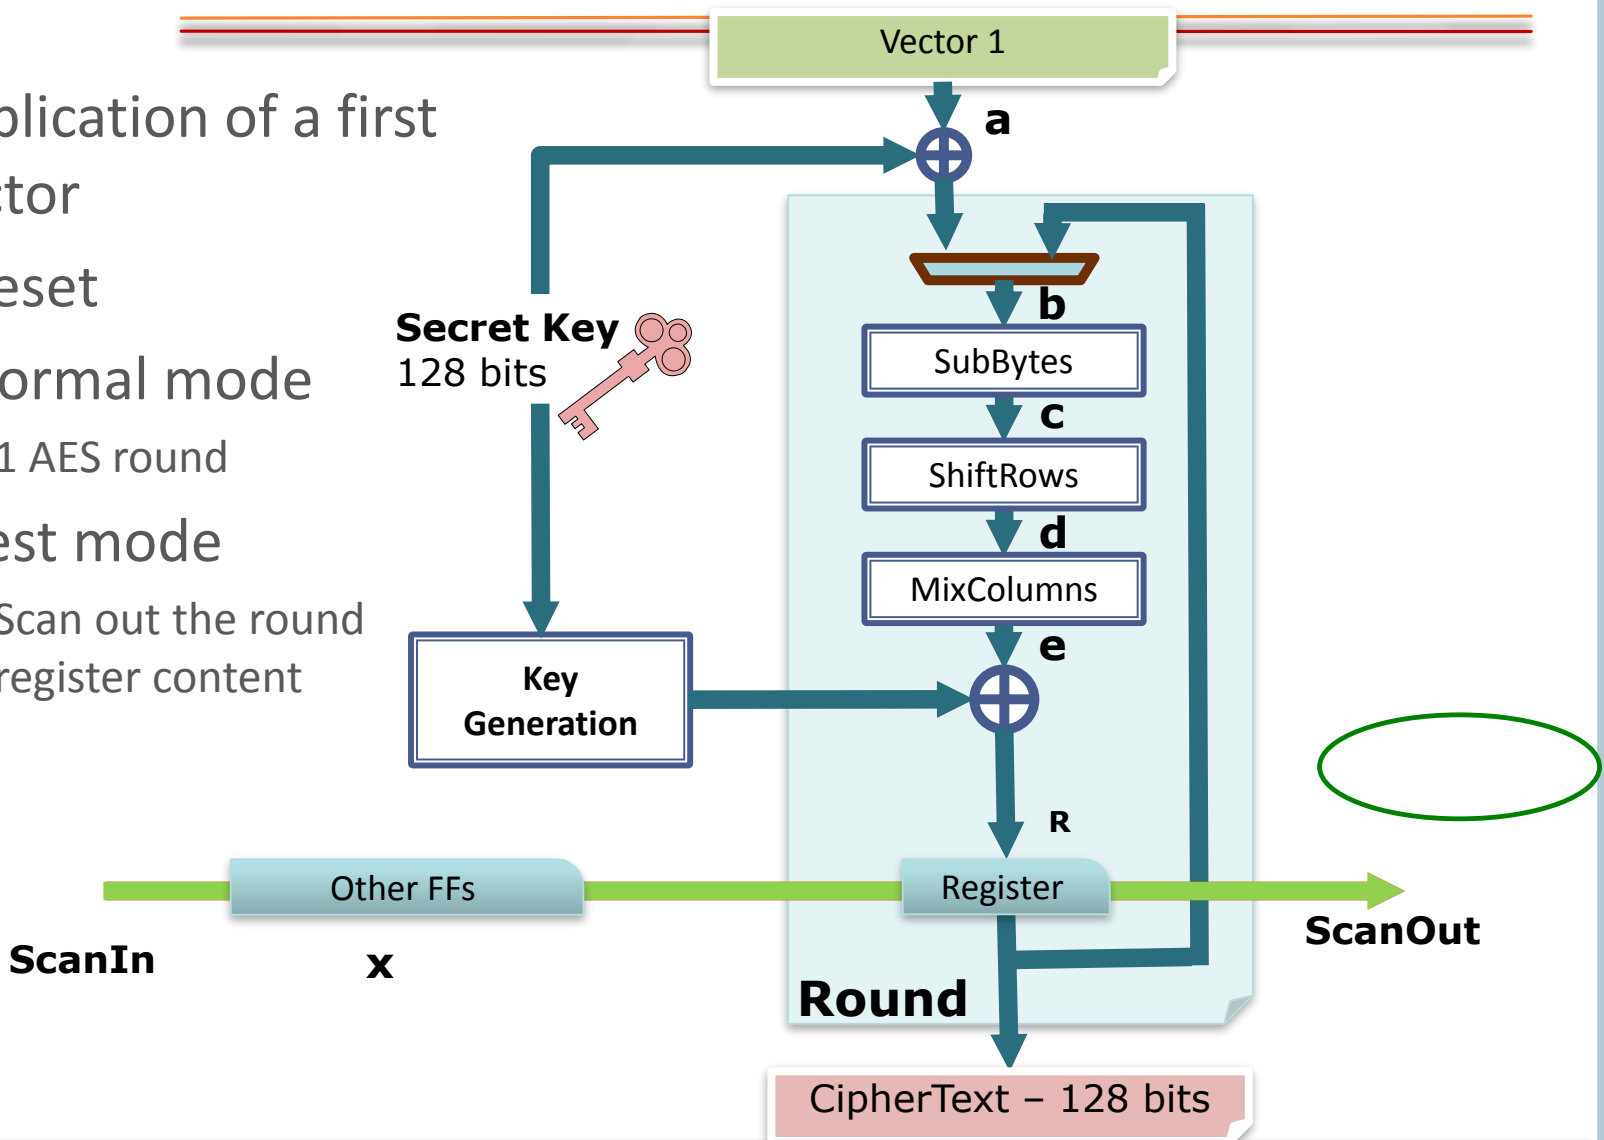 Vector 1
plication of a first
ctor
eset
ormal mode
1 AES round
est mode
Scan out the round
register content
a
Secret Key
128 bits
b
SubBytes
c
ShiftRows
d
MixColumns
e
Key
Generation
R
Other FFs
Register
ScanIn
x
ScanOut
Round
CipherText – 128 bits